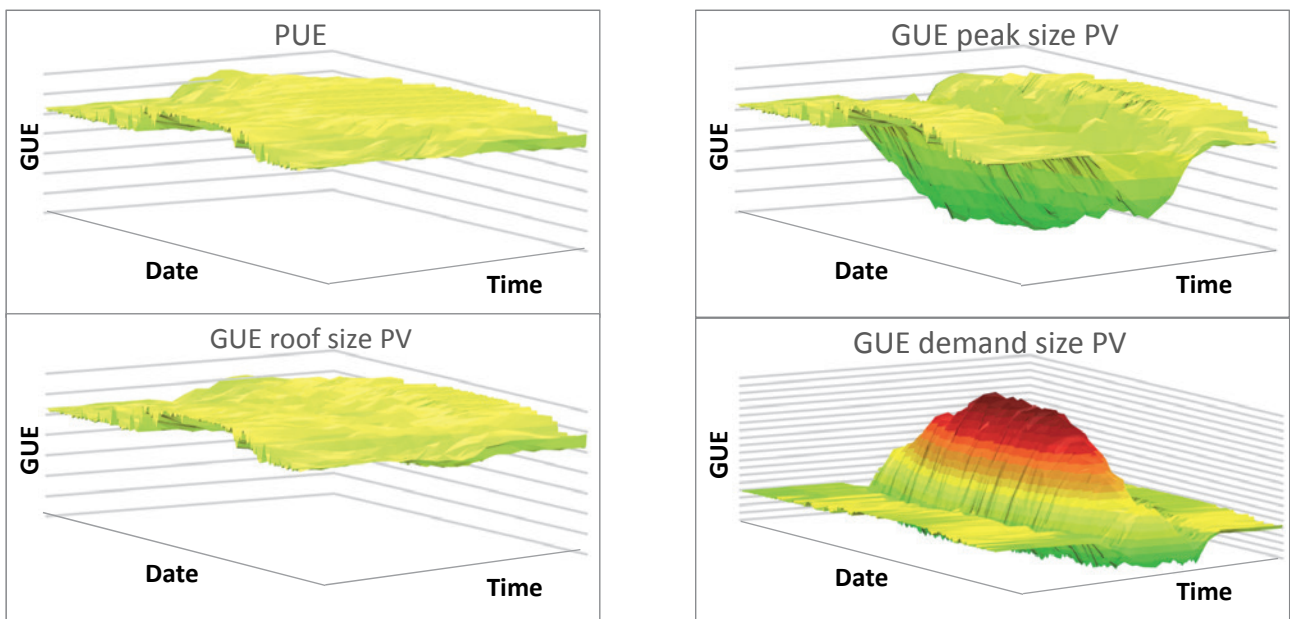 PUE
GUE
Date
Time
GUE peak size PV
GUE
Date
Time
GUE roof size PV
GUE
Date
Time
GUE demand size PV
GUE
Date
Time